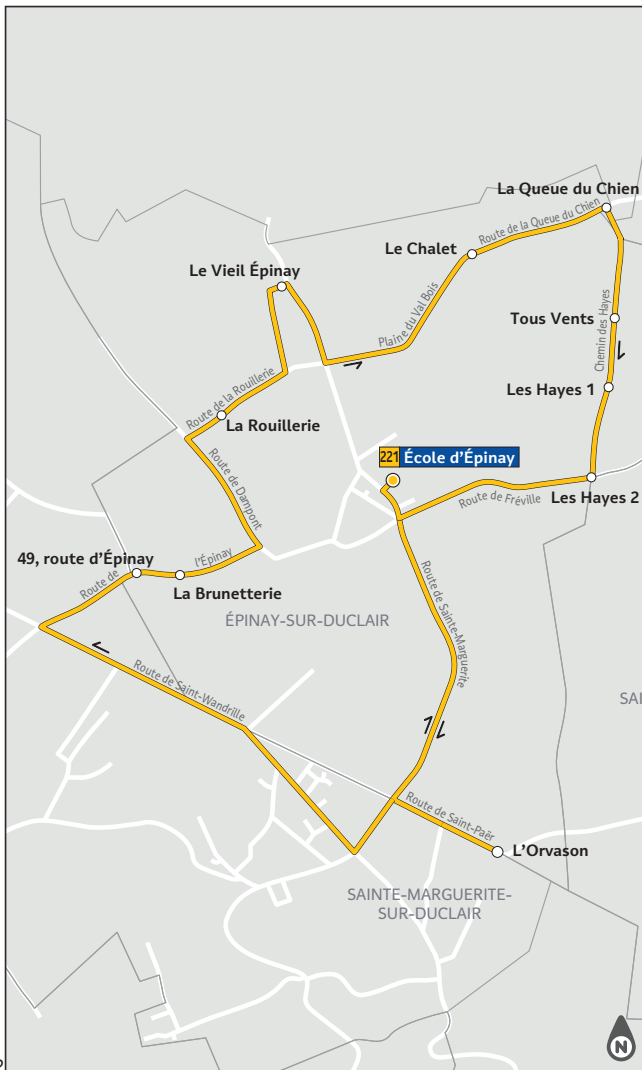 La Queue du Chien
Route de la Queue du Chien
Le Chalet
Le Vieil Épinay
Plaine du Val Bois
Tous Vents
Chemin des Hayes
Les Hayes 1
Route de la Rouillerie
La Rouillerie
221 École d'Épinay
Route de Dampont
Route de Fréville
Les Hayes 2
49, route d'Épinay
Route de l'Épinay
La Brunetterie
ÉPINAY-SUR-DUCLAIR
Route de Sainte-Marguerite
Route de Saint-Wandrille
SAI
Route de Saint-Paër
L'Orvason
SAINTE-MARGUERITE-
SUR-DUCLAIR
N